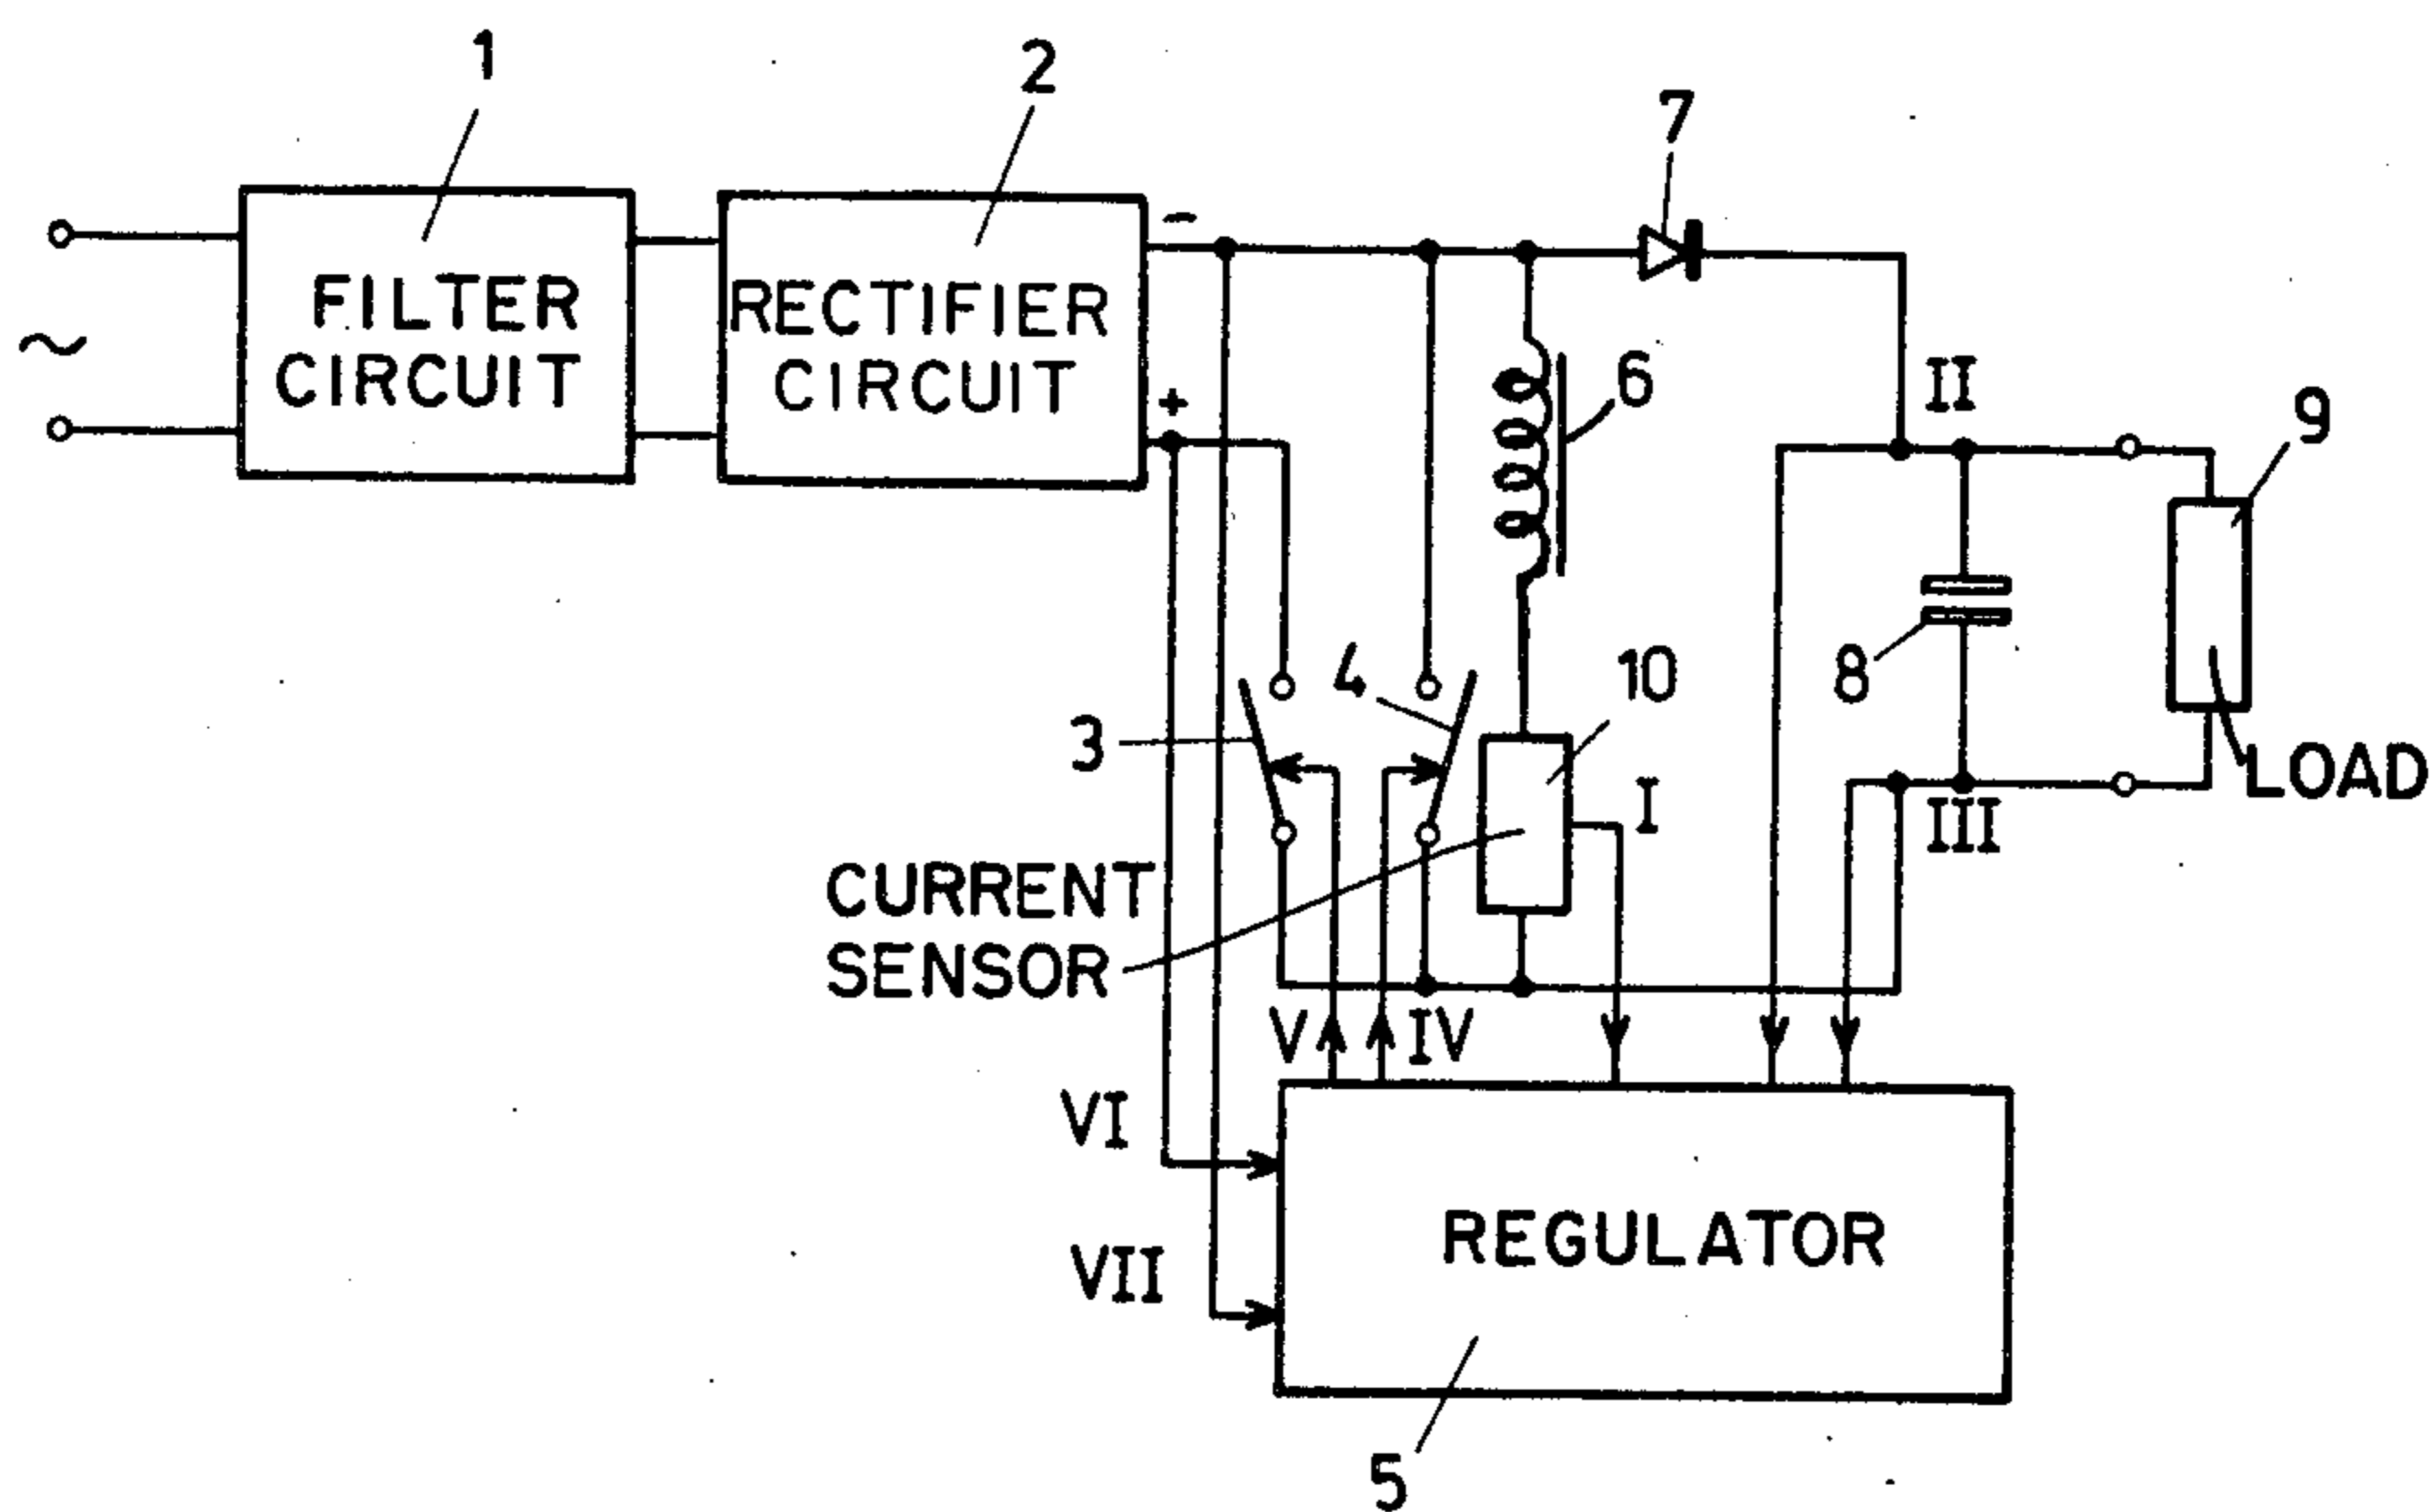 1
2
7
FILTER
CIRCUIT
~
RECTIFIER
CIRCUIT
-
+
6
II
9
3
4
10
8
I
LOAD
III
CURRENT
SENSOR
V
IV
VI
VII
REGULATOR
5